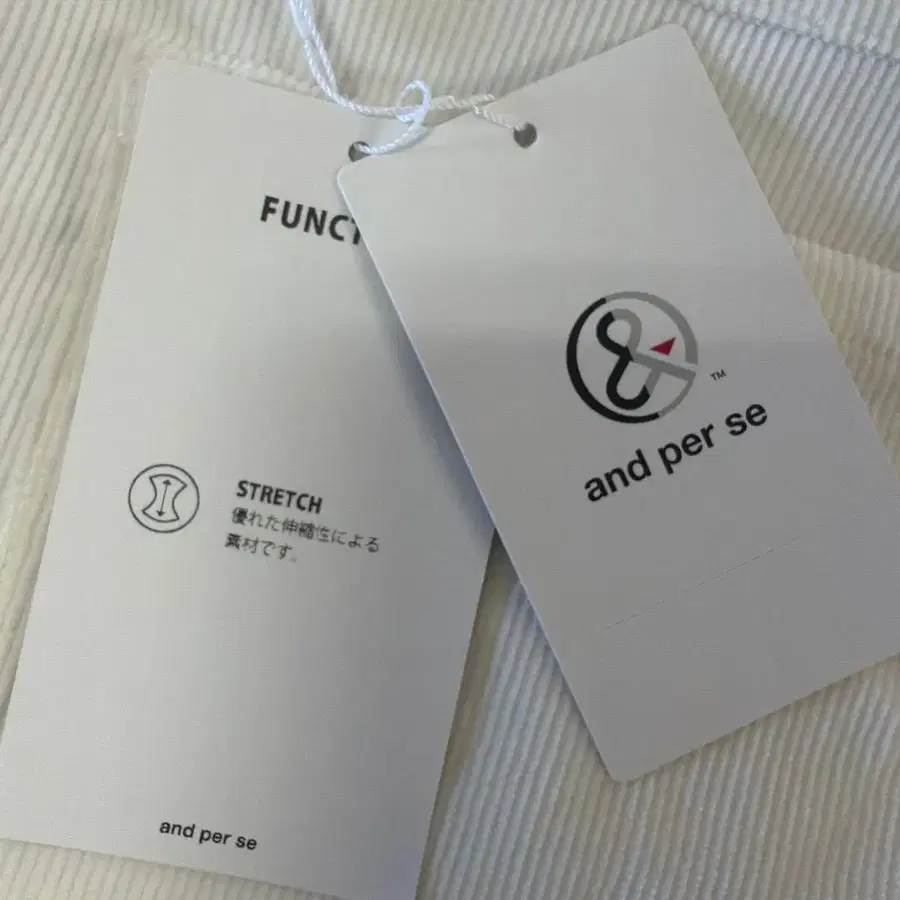 FUNCT
STRETCH
優れた伸縮性による
素材です。
and per se
&
TM
and per se